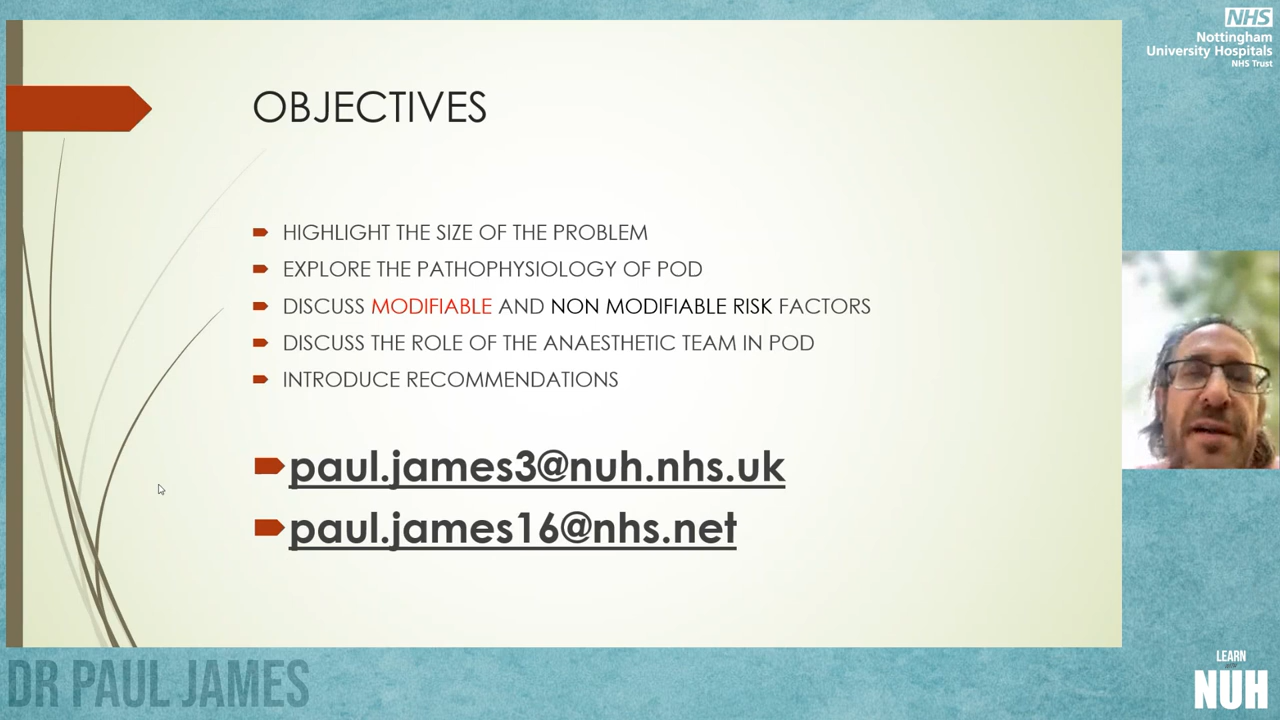 OBJECTIVES
HIGHLIGHT THE SIZE OF THE PROBLEM
EXPLORE THE PATHOPHYSIOLOGY OF POD
DISCUSS MODIFIABLE AND NON MODIFIABLE RISK FACTORS
DISCUSS THE ROLE OF THE ANAESTHETIC TEAM IN POD
INTRODUCE RECOMMENDATIONS
paul.james3@nuh.nhs.uk
paul.james16@nhs.net
NHS
Nottingham
University Hospitals
NHS Trust
DR PAUL JAMES
LEARN
NUH